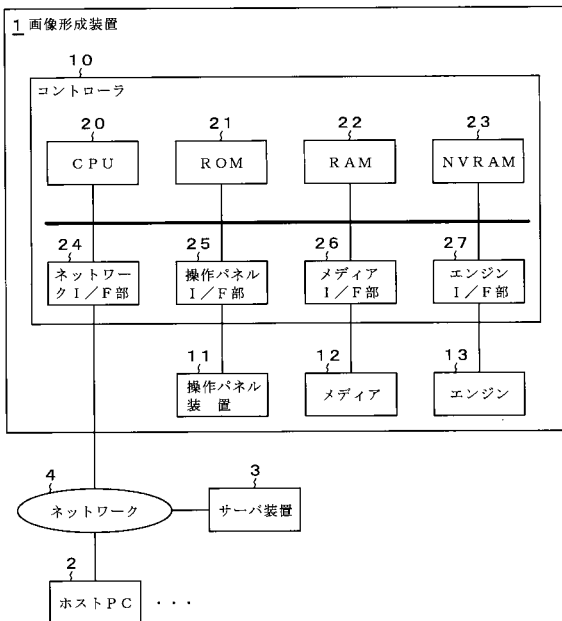 1 画像形成装置
10
コントローラ
20 21 22 23
CPU ROM RAM NVRAM
24 25 26 27
ネットワー 操作パネル メディア エンジン
クI/F部 I/F部 I/F部 I/F部
11 12 13
操作パネル メディア エンジン
装置
4 3
ネットワーク サーバ装置
2
ホストPC ・・・